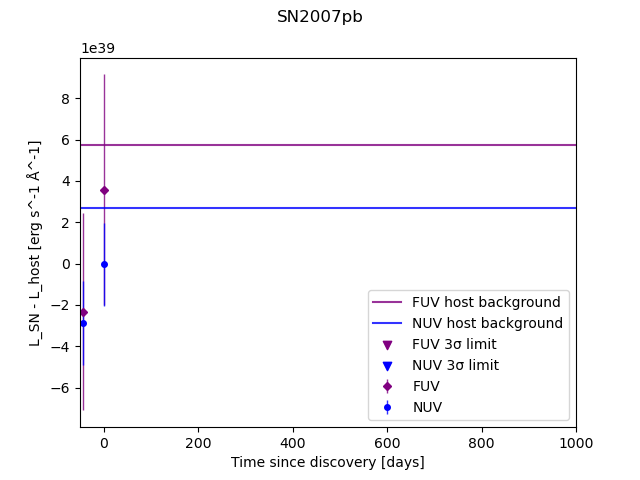 SN2007pb
1e39
L_SN - L_host [erg s^-1 Å^-1]
8
6
4
2
0
−2
−4
−6
FUV host background
NUV host background
FUV 3σ limit
NUV 3σ limit
FUV
NUV
0 200 400 600 800 1000
Time since discovery [days]